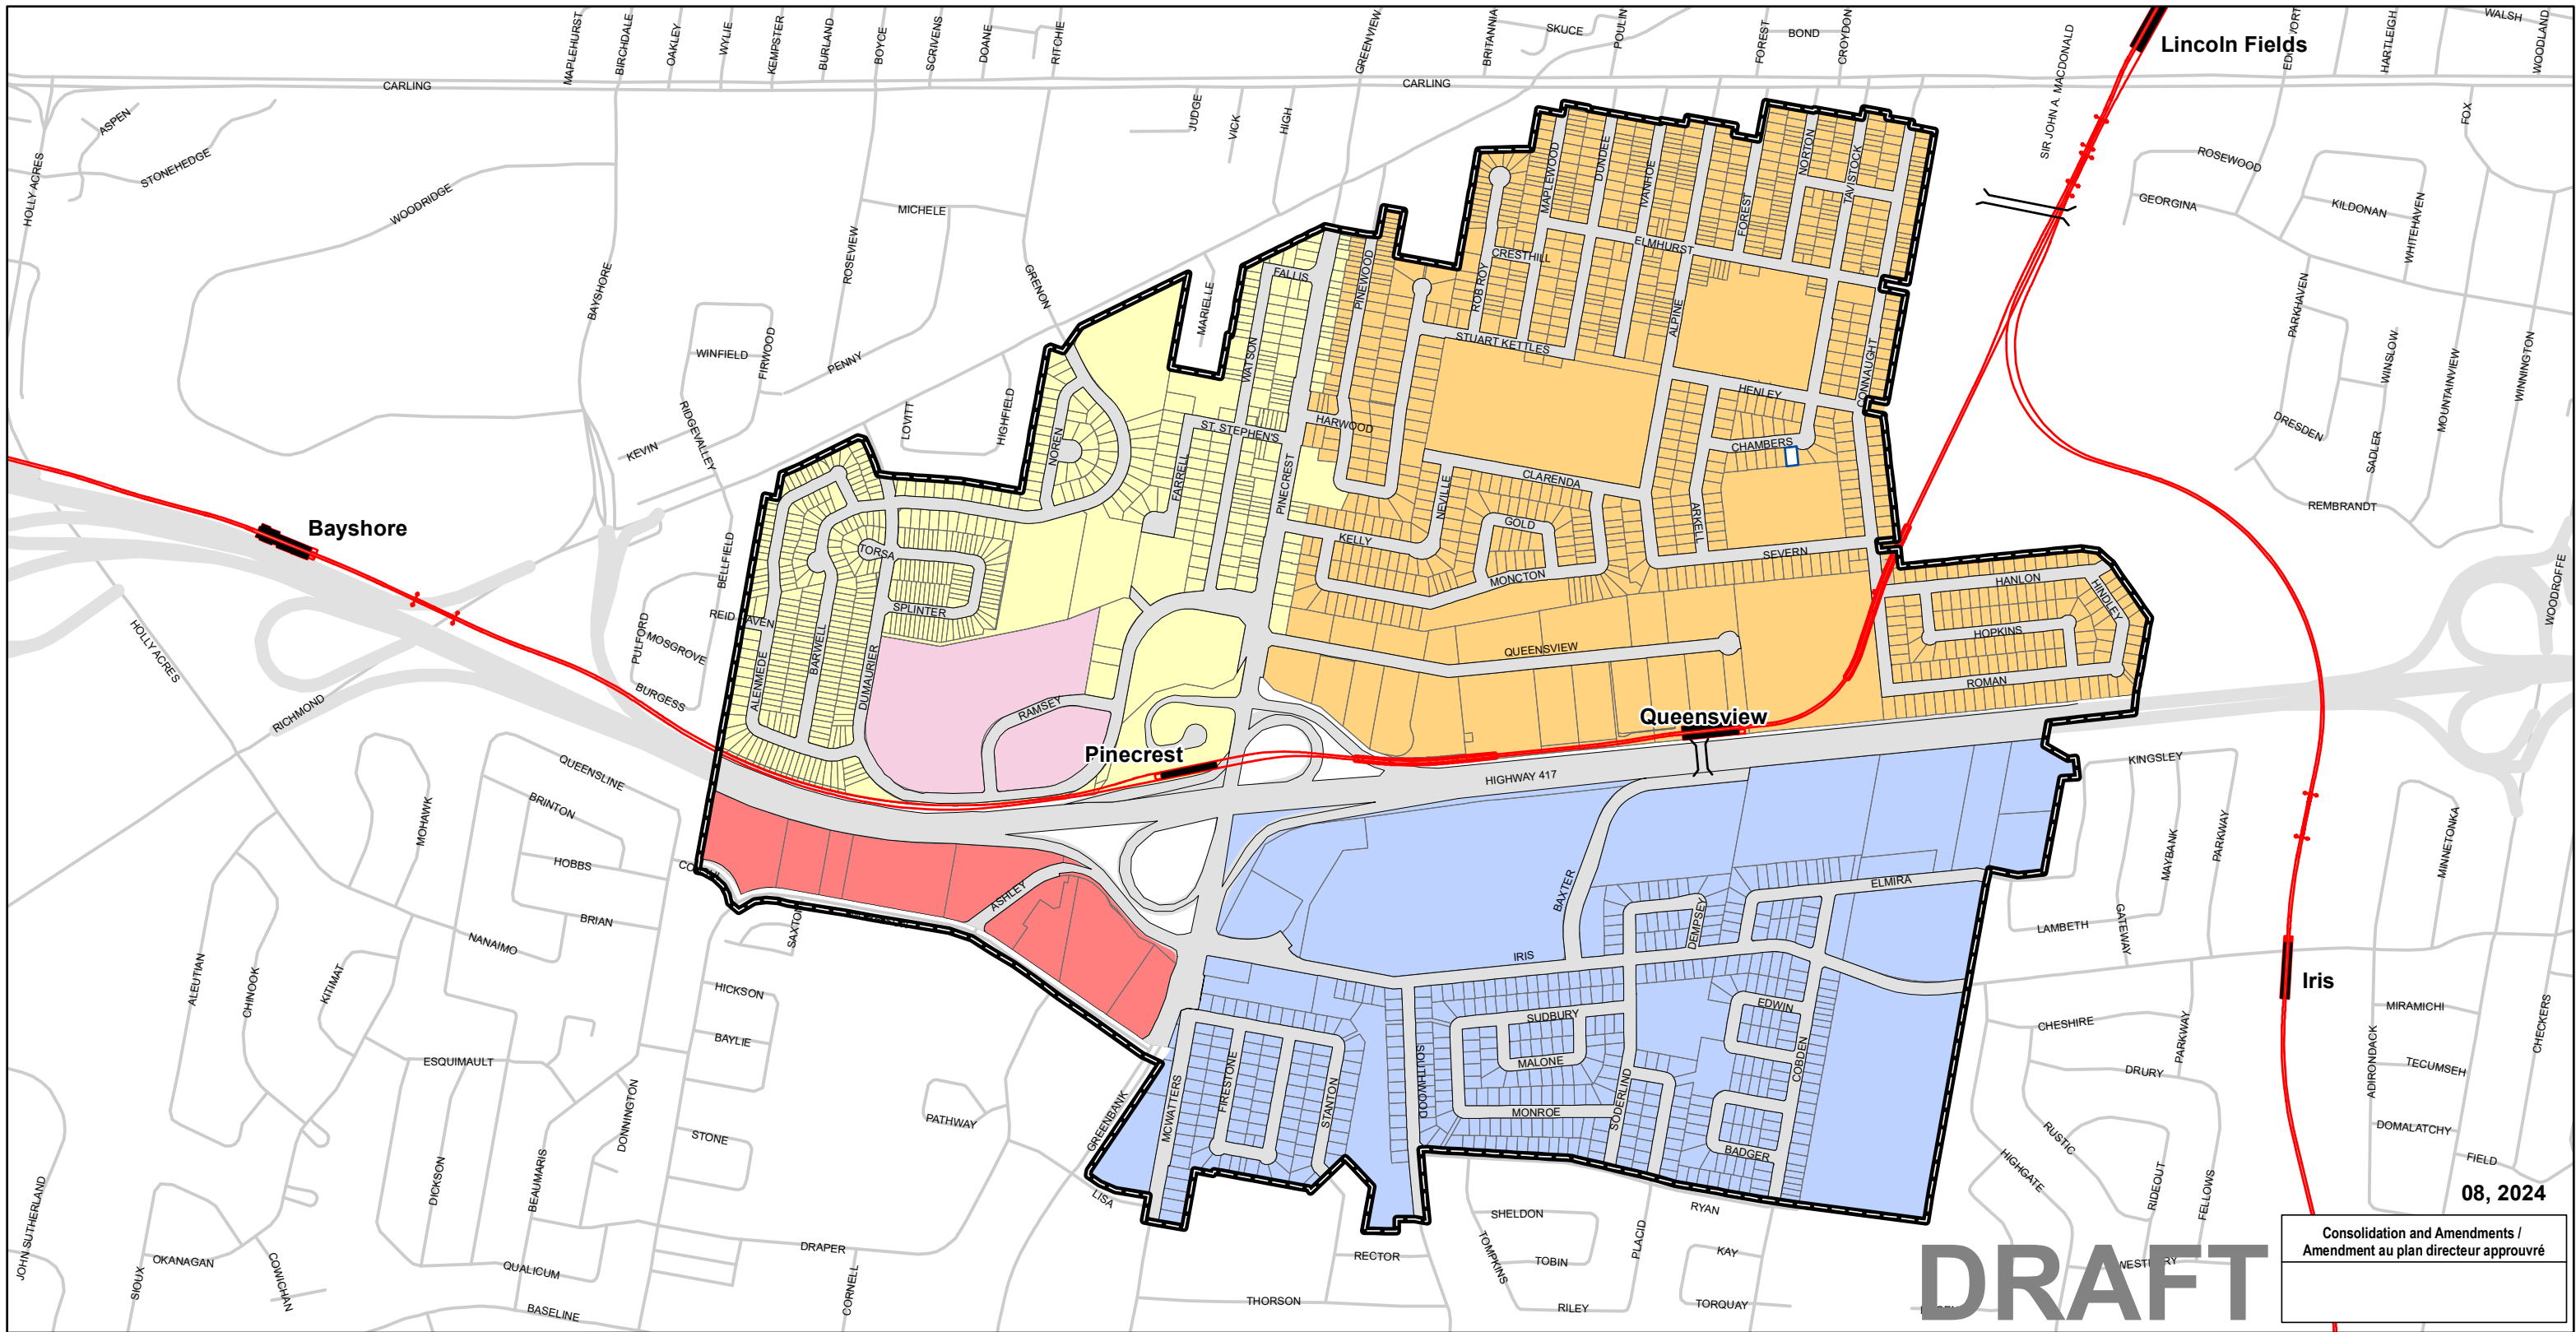 MAPLEHURST
BIRCHDALE
OAKLEY
WYLIE
KEMPSTER
BURLAND
BOYCE
SCRIVENS
DOANE
RITCHIE
GREENVIEW
BRITANNIA
SKUCE
POULIN
FOREST
BOND
CROYDON
SIR JOHN A. MACDONALD
Lincoln Fields
HARTLEIGH
WALSH
WOODLAND
CARLING
CARLING
ASPEN
STONEHEDGE
HOLLY ACRES
WOODRIDGE
MICHELE
ROSEVIEW
BAYSHORE
GRENON
JUDGE
VICK
HIGH
MARIELLE
FALLIS
PINEWOOD
MAPLEWOOD
DUNDEE
IVANHOE
FOREST
NORTON
TAVISTOCK
CRESTHILL
ROB ROY
ELMHURST
ALPINE
STUART KETTLES
HENLEY
CONNAUGHT
CHAMBERS
ROSEWOOD
GEORGINA
KILDONAN
WHITEHAVEN
FOX
PARKHAVEN
WINSLOW
MOUNTAINVIEW
WINNINGTON
DRESDEN
SADLER
REMBRANDT
WOODROFFE
WINFIELD
FIRWOOD
PENNY
RIDGEVALLEY
KEVIN
LOVITT
HIGHFIELD
NOREN
WATSON
ST. STEPHEN'S
FARRELL
PINECREST
HARWOOD
CLARENDA
NEVILLE
ARKELL
GOLD
KELLY
MONCTON
SEVERN
Bayshore
BELLFIELD
TORSA
SPLINTER
PULFORD
MOSGROVE
BURGESS
ALENMEDE
BARWELL
DUMAURIER
RAMSEY
Pinecrest
QUEENSVIEW
Queensview
HANLON
HINDLEY
HOPKINS
ROMAN
HIGHWAY 417
HOLLY ACRES
RICHMOND
QUEENSLINE
BRINTON
MOHAWK
HOBBS
BRIAN
NANAIMO
ALEUTIAN
CHINOOK
KITIMAT
ESQUIMAULT
SAXTON
HICKSON
BAYLIE
ASHLEY
BAXTER
IRIS
DEMPSEY
ELMIRA
KINGSLEY
MAYBANK
PARKWAY
LAMBETH
GATEWAY
MINNETONKA
Iris
MIRAMICHI
CHECKERS
ADIRONDACK
TECUMSEH
DOMALATCHY
FIELD
CHESHIRE
PARKWAY
DRURY
RUSTIC
HIGHGATE
RIDEOUT
FELLOWS
SUDBURY
MALONE
MONROE
SOUTHWOOD
SODERLIND
EDWIN
COBDEN
BADGER
MCWATTERS
FIRESTONE
STANTON
GREENBANK
LISA
PATHWAY
STONE
DONNINGTON
BEAUMARIS
DICKSON
JOHN SUTHERLAND
SIOUX
OKANAGAN
COWICHAN
QUALICUM
BASELINE
DRAPER
CORNELL
THORSON
RECTOR
SHELDON
TOMPKINS
TOBIN
RILEY
PLACID
RYAN
KAY
TORQUAY
DRAFT
08, 2024
Consolidation and Amendments /
Amendment au plan directeur approuvré